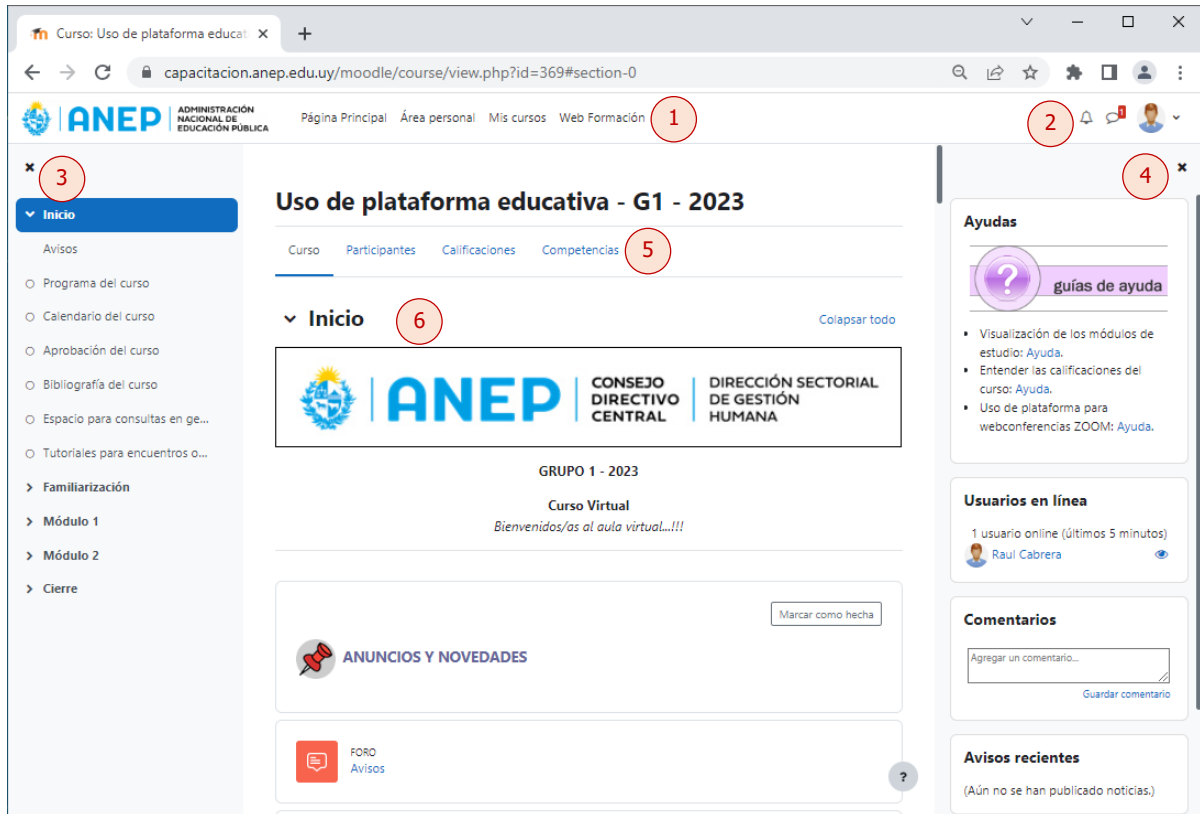 Curso: Uso de plataforma educat
capacitacion.anep.edu.uy/moodle/course/view.php?id=369#section-0
ANEP
ADMINISTRACIÓN
NACIONAL DE
EDUCACIÓN PÚBLICA
Página Principal Área personal Mis cursos Web Formación
1
2
1
3
Inicio
Avisos
Programa del curso
Calendario del curso
Aprobación del curso
Bibliografía del curso
Espacio para consultas en ge...
Tutoriales para encuentros o...
Familiarización
Módulo 1
Módulo 2
Cierre
Uso de plataforma educativa - G1 - 2023
Curso Participantes Calificaciones Competencias
5
Inicio
6
Colapsar todo
ANEP
CONSEJO
DIRECTIVO
CENTRAL
DIRECCIÓN SECTORIAL
DE GESTIÓN
HUMANA
GRUPO 1 - 2023
Curso Virtual
Bienvenidos/as al aula virtual...!!!
Marcar como hecha
ANUNCIOS Y NOVEDADES
FORO
Avisos
?
4
Ayudas
?
guías de ayuda
Visualización de los módulos de
estudio: Ayuda.
Entender las calificaciones del
curso: Ayuda.
Uso de plataforma para
webconferencias ZOOM: Ayuda.
Usuarios en línea
1 usuario online (últimos 5 minutos)
Raul Cabrera
Comentarios
Agregar un comentario...
Guardar comentario
Avisos recientes
(Aún no se han publicado noticias.)